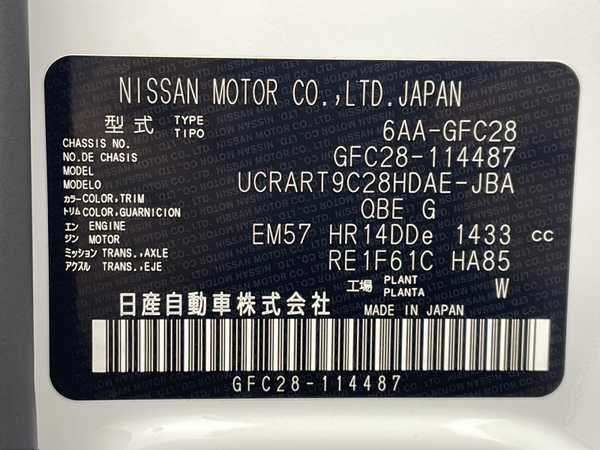 NISSAN MOTOR CO.,LTD.JAPAN
型式 TYPE TIPO 6AA-GFC28
CHASSIS NO.
NO.DE CHASIS GFC28-114487
MODEL
MODELO UCRART9C28HDAE-JBA
カラー COLOR,TRIM
トリム COLOR,GUARNICION QBE G
エン ENGINE
ジン MOTOR EM57 HR14DDe 1433 cc
ミッション TRANS.,AXLE
アクスル TRANS.,EJE RE1F61C HA85
工場 PLANT PLANTA W
日産自動車株式会社 MADE IN JAPAN
GFC28-114487